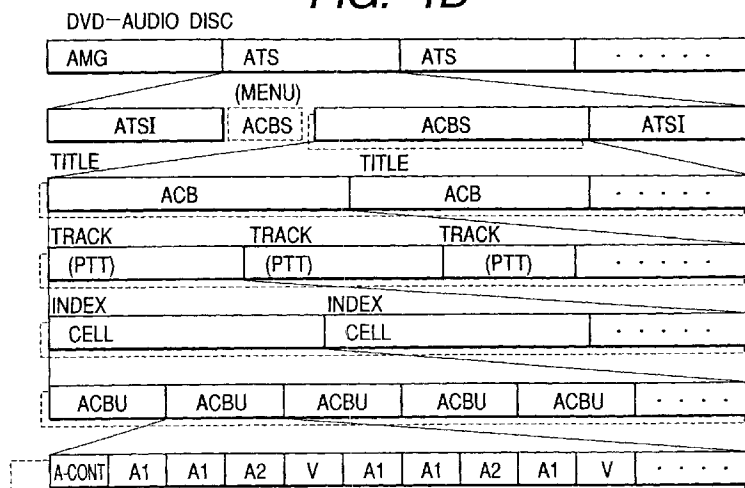 FIG. 1B
DVD-AUDIO DISC
AMG ATS ATS . . . . .
(MENU)
ATSI ACBS ACBS ATSI
TITLE TITLE
ACB ACB . . . . .
TRACK TRACK TRACK
(PTT) (PTT) (PTT) . . . . .
INDEX INDEX
CELL CELL . . . . .
ACBU ACBU ACBU ACBU ACBU . . . .
A-CONT A1 A1 A2 V A1 A1 A2 A1 V . . . .